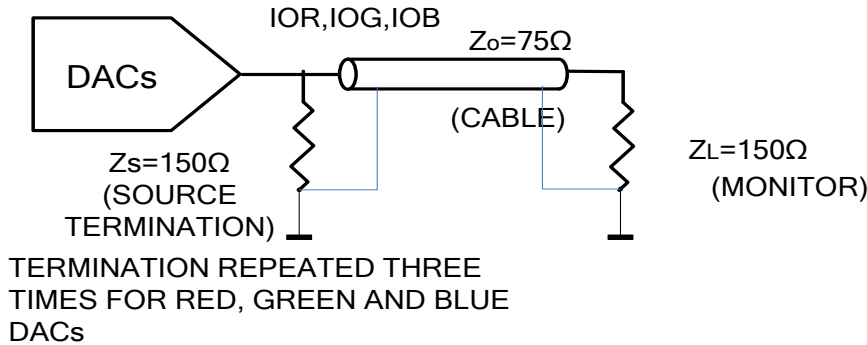 IOR,IOG,IOB
Zo=75Ω
DACs
(CABLE)
Zs=150Ω
(SOURCE
TERMINATION)
ZL=150Ω
(MONITOR)
TERMINATION REPEATED THREE
TIMES FOR RED, GREEN AND BLUE
DACs